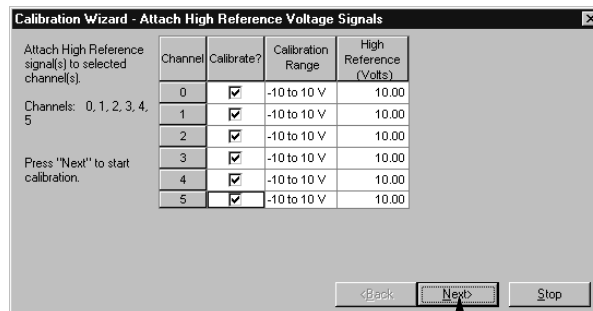 Calibration Wizard - Attach High Reference Voltage Signals
Attach High Reference
signal(s) to selected
channel(s).
Channels: 0, 1, 2, 3, 4,
5
Press "Next" to start
calibration.
Channel Calibrate? Calibration Range High Reference (Volts)
0 -10 to 10 V 10.00
1 -10 to 10 V 10.00
2 -10 to 10 V 10.00
3 -10 to 10 V 10.00
4 -10 to 10 V 10.00
5 -10 to 10 V 10.00
<Back Next> Stop